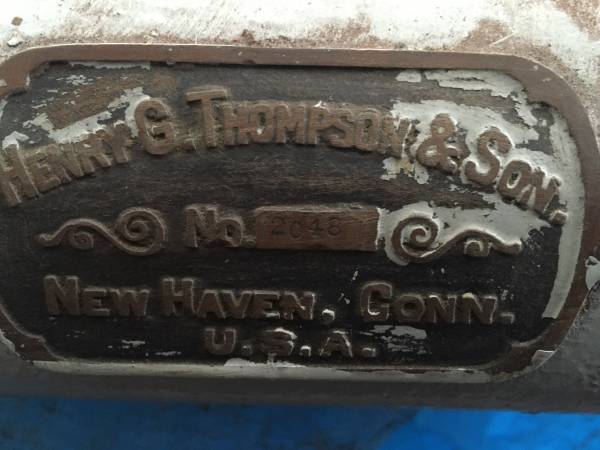 HENRY G. THOMPSON & SON.
NO. 2048
NEW HAVEN, CONN.
U.S.A.